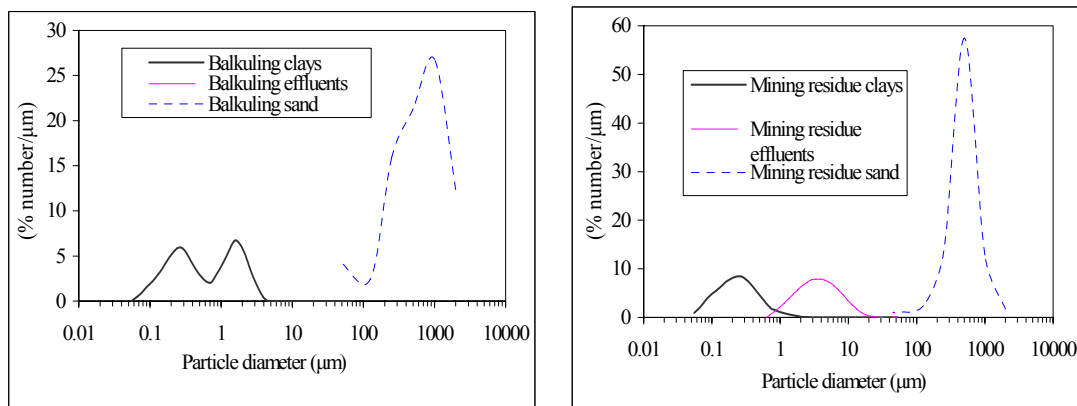 (% number/μm)
30
25
20
15
10
5
0
Balkuling clays
Balkuling effluents
Balkuling sand
0.01 0.1 1 10 100 1000 10000
Particle diameter (μm)
(% number/μm)
60
50
40
30
20
10
0
Mining residue clays
Mining residue
effluents
Mining residue sand
0.01 0.1 1 10 100 1000 10000
Particle diameter (μm)